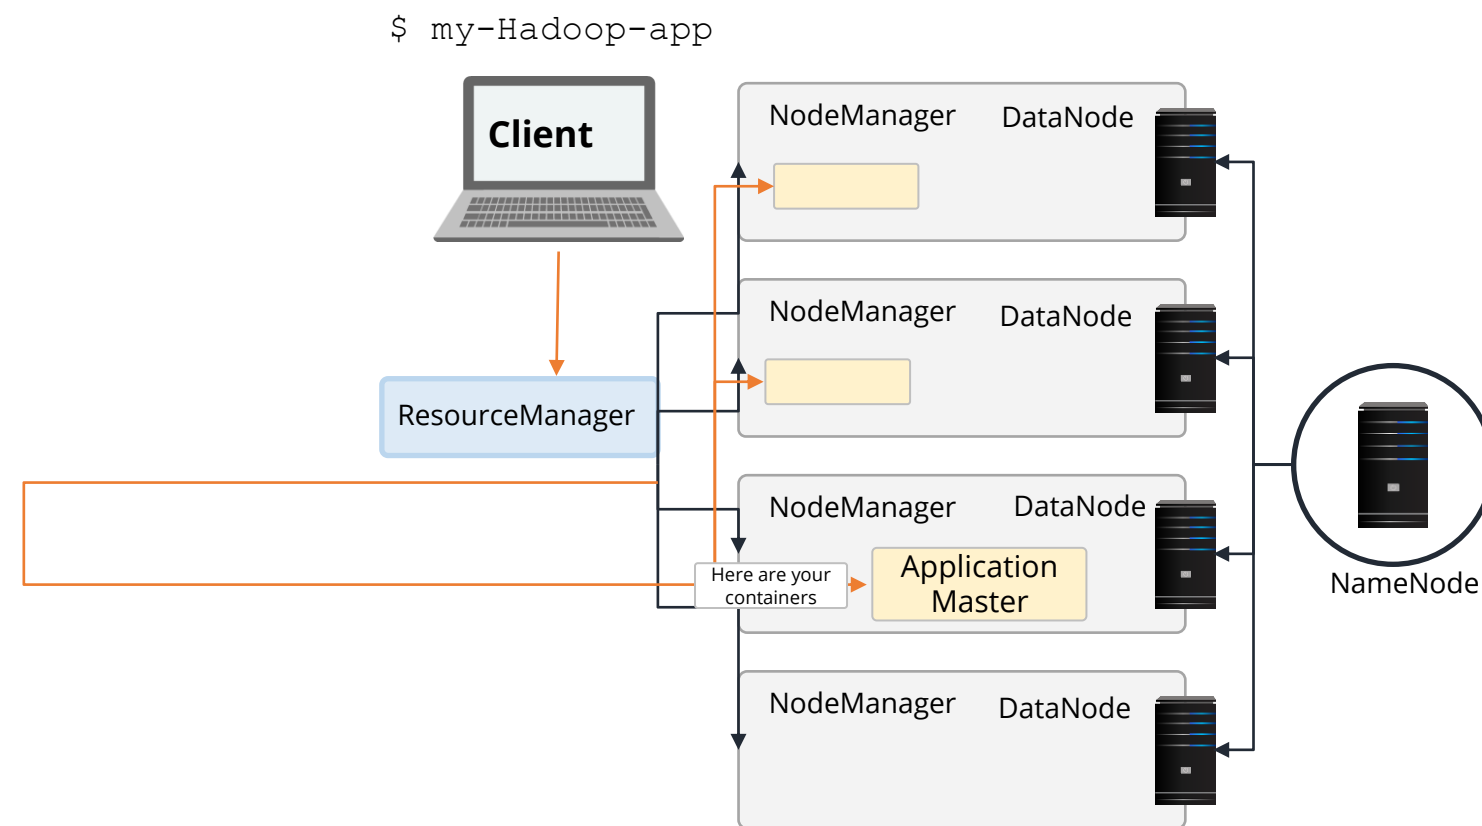 $ my-Hadoop-app
Client
NodeManager
DataNode
NodeManager
DataNode
ResourceManager
NodeManager
DataNode
Here are your
containers
Application
Master
NameNode
NodeManager
DataNode